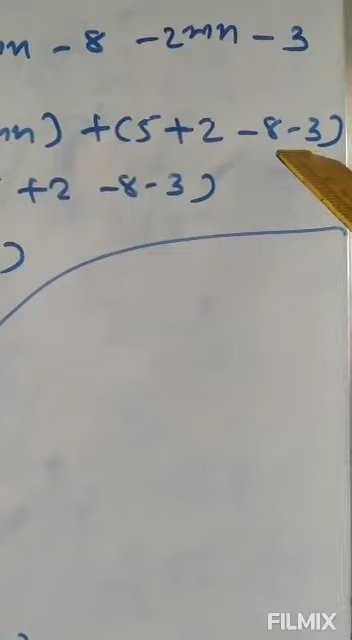 - 8 - 2mn - 3
) + (5 + 2 - 8 - 3)
+ 2 - 8 - 3)
)
FILMIX